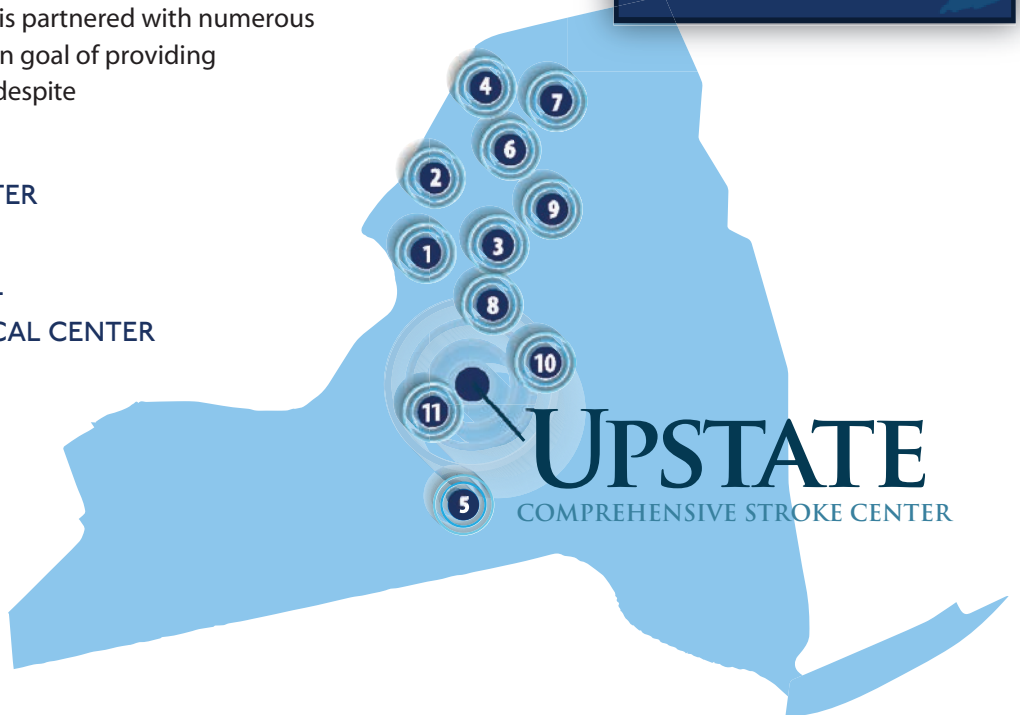 is partnered with numerous
n goal of providing
despite
TER
CAL CENTER
4
7
6
2
9
1
3
8
10
11
UPSTATE
COMPREHENSIVE STROKE CENTER
5